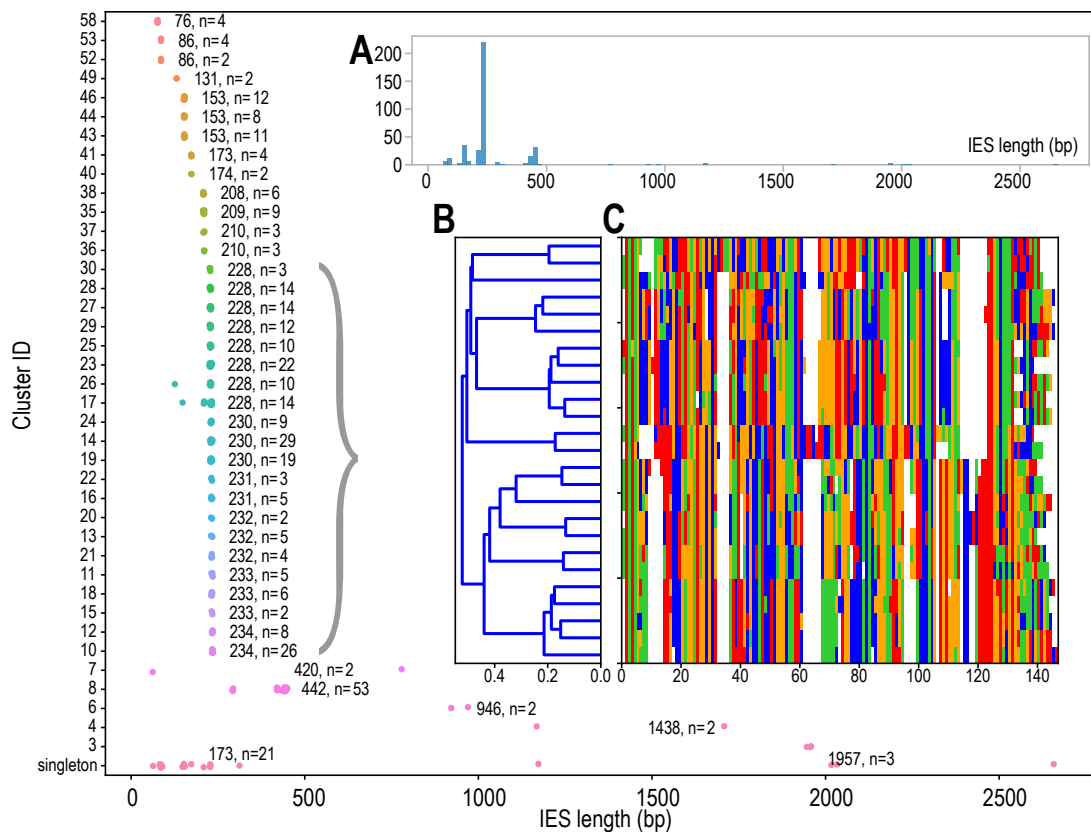 A
200
150
100
50
0
IES length (bp)
0 500 1000 1500 2000 2500
B
C
0.4 0.2 0.0
0 20 40 60 80 100 120 140
Cluster ID
58 76, n=4
53 86, n=4
52 86, n=2
49 131, n=2
46 153, n=12
44 153, n=8
43 153, n=11
41 173, n=4
40 174, n=2
38 208, n=6
35 209, n=9
37 210, n=3
36 210, n=3
30 228, n=3
28 228, n=14
27 228, n=14
29 228, n=12
25 228, n=10
23 228, n=22
26 228, n=10
17 228, n=14
24 230, n=9
14 230, n=29
19 230, n=19
22 231, n=3
16 231, n=5
20 232, n=2
13 232, n=5
21 232, n=4
11 233, n=5
18 233, n=6
15 233, n=2
12 234, n=8
10 234, n=26
7 420, n=2
8 442, n=53
6 946, n=2
4 1438, n=2
3 1957, n=3
singleton 173, n=21
0 500 1000 1500 2000 2500
IES length (bp)